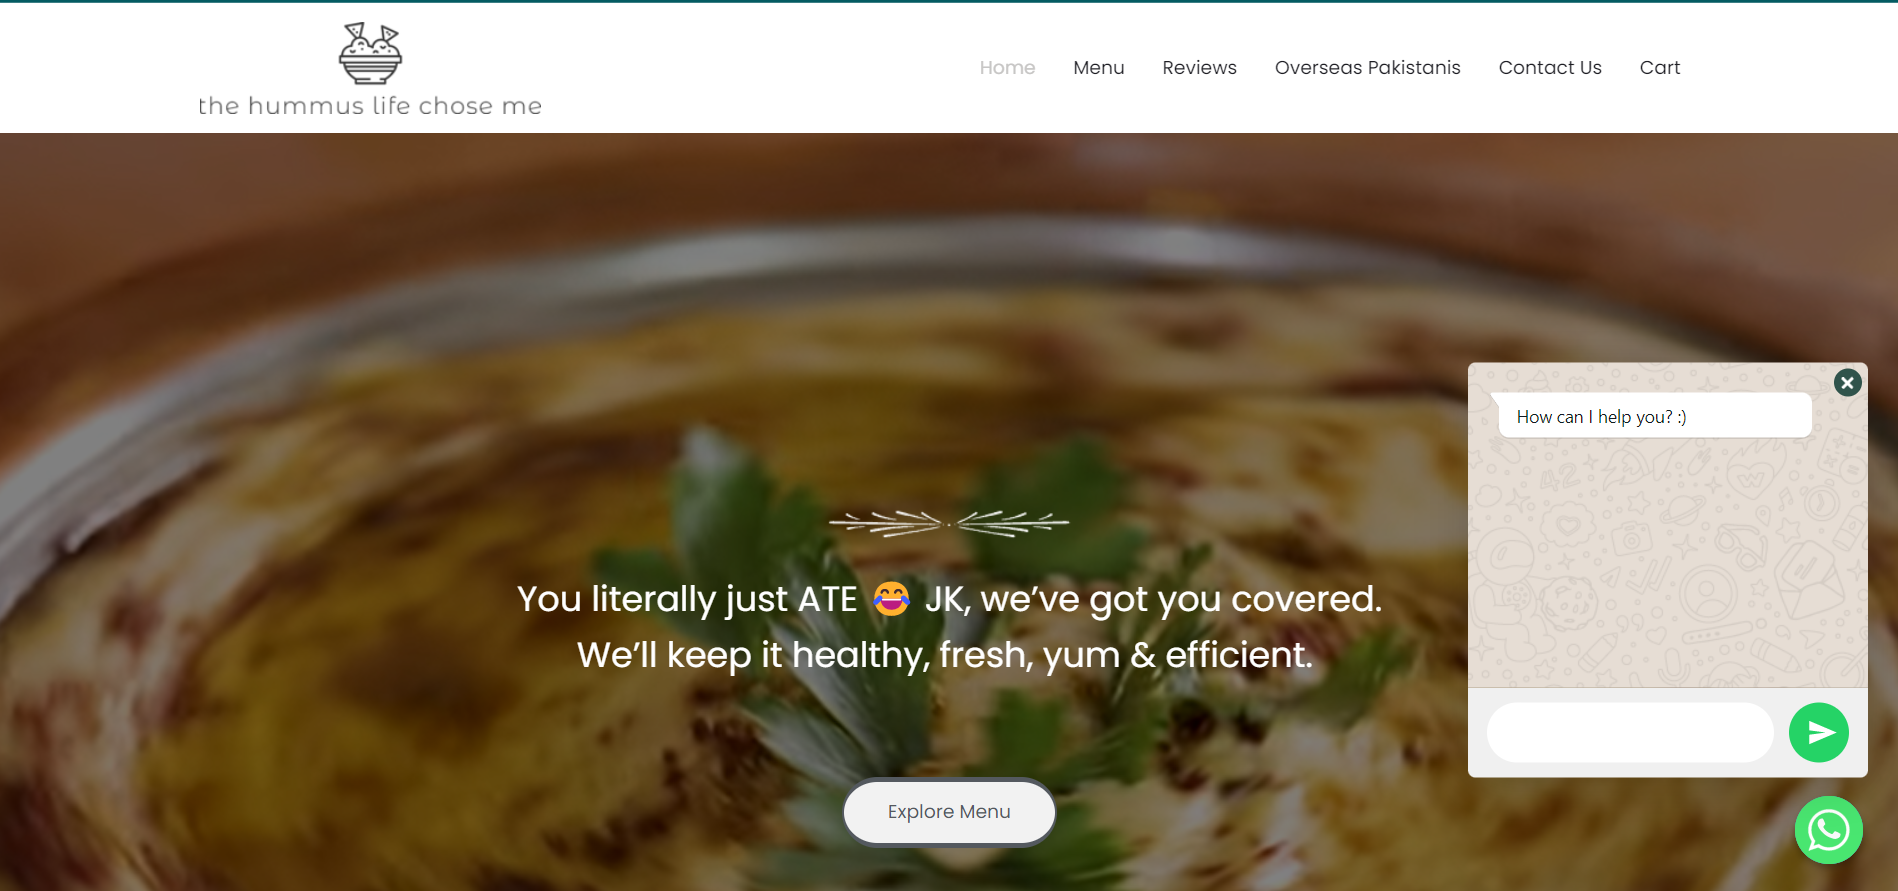 the hummus life chose me
Home Menu Reviews Overseas Pakistanis Contact Us Cart
You literally just ATE 😂 JK, we’ve got you covered.
We’ll keep it healthy, fresh, yum & efficient.
Explore Menu
How can I help you? :)